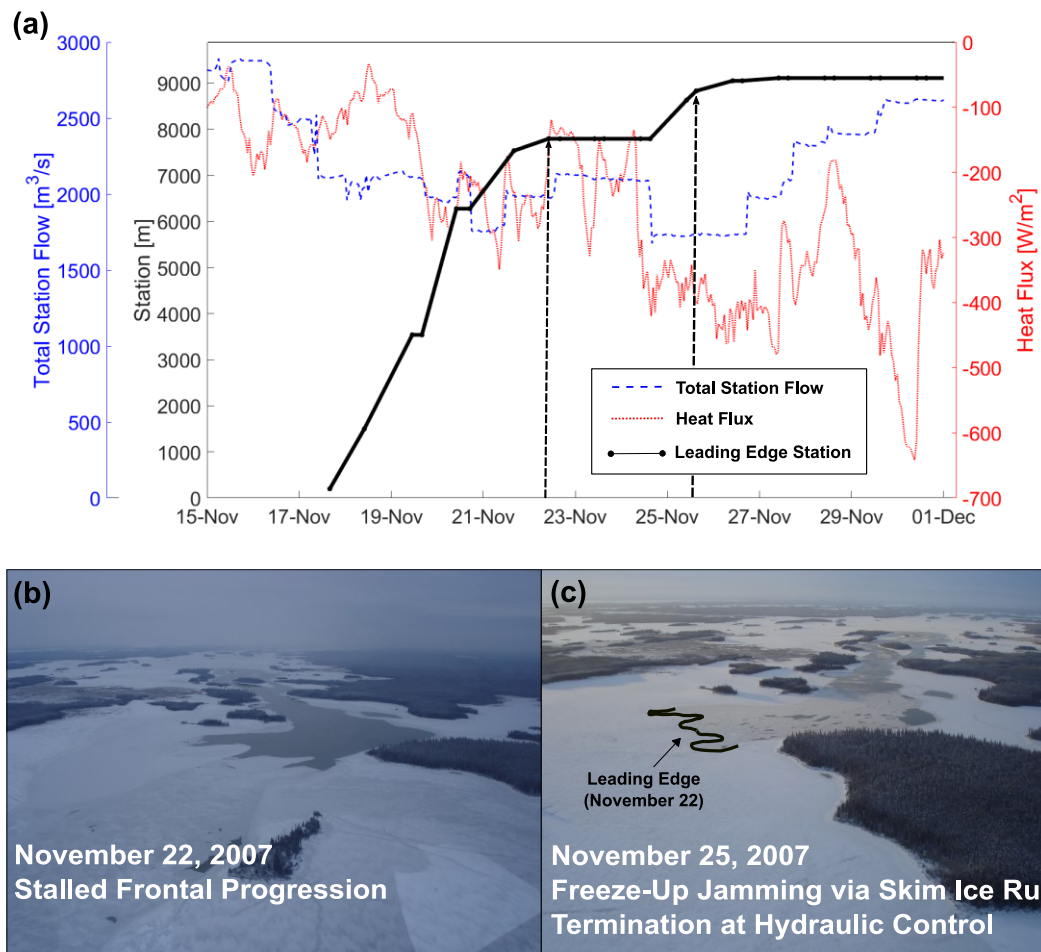 (a)
3000
2500
2000
1500
1000
500
0
Total Station Flow [m³/s]
9000
8000
7000
6000
5000
4000
3000
2000
1000
0
Station [m]
0
-100
-200
-300
-400
-500
-600
-700
Heat Flux [W/m²]
Total Station Flow
Heat Flux
Leading Edge Station
15-Nov 17-Nov 19-Nov 21-Nov 23-Nov 25-Nov 27-Nov 29-Nov 01-Dec
(b)
November 22, 2007
Stalled Frontal Progression
(c)
Leading Edge
(November 22)
November 25, 2007
Freeze-Up Jamming via Skim Ice Ru
Termination at Hydraulic Control